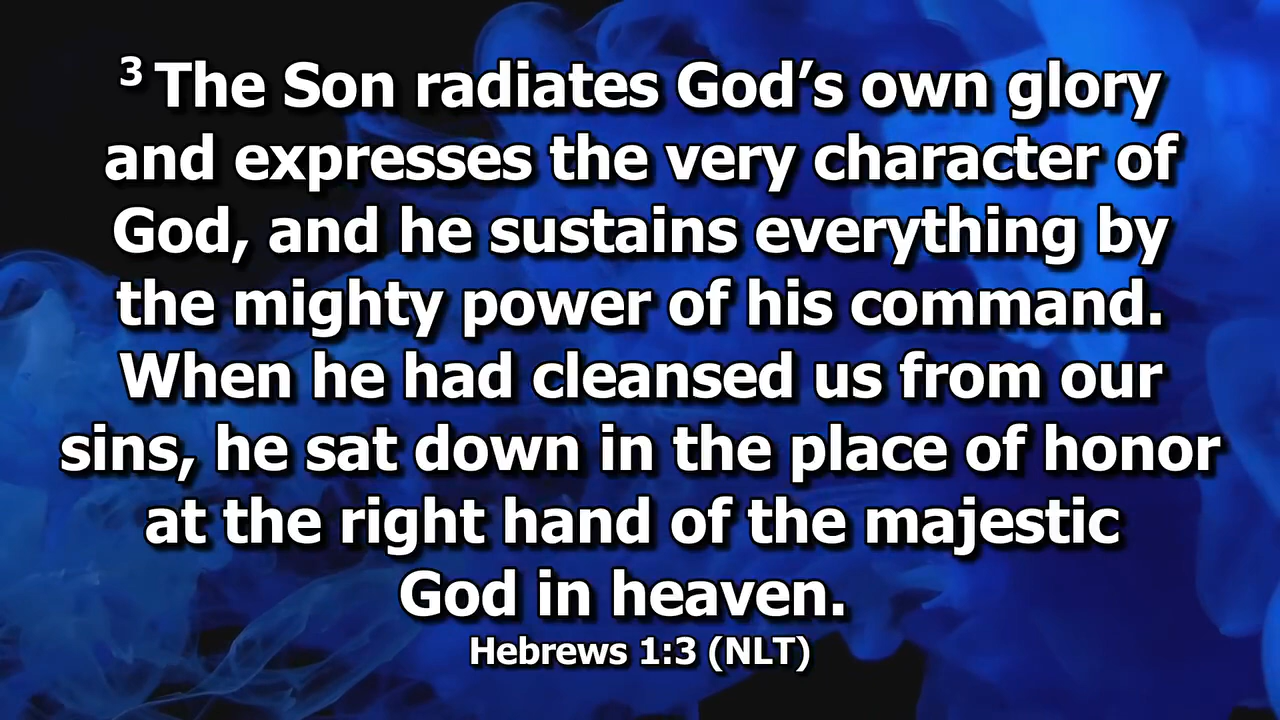 3 The Son radiates God’s own glory
and expresses the very character of
God, and he sustains everything by
the mighty power of his command.
When he had cleansed us from our
sins, he sat down in the place of honor
at the right hand of the majestic
God in heaven.
Hebrews 1:3 (NLT)